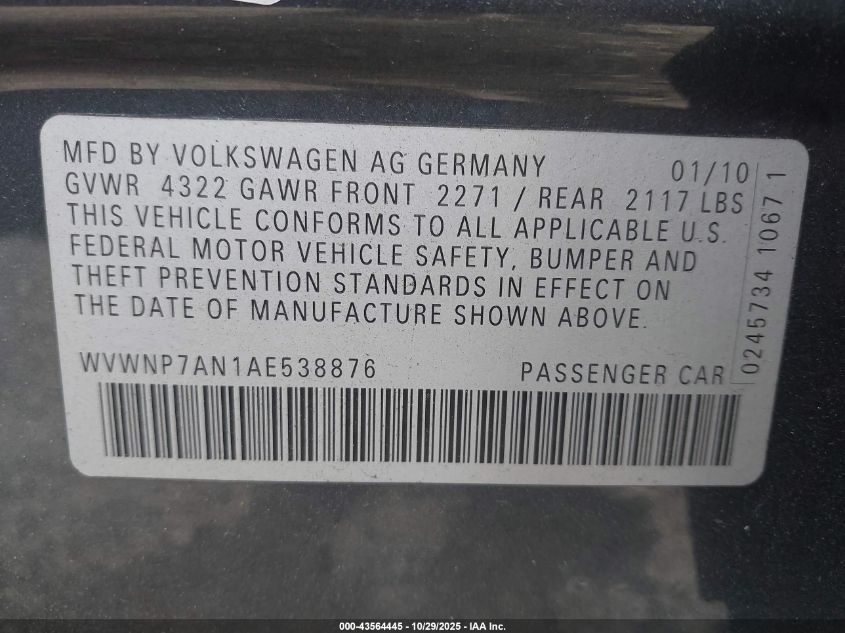 MFD BY VOLKSWAGEN AG GERMANY 01/10
GVWR 4322 GAWR FRONT 2271 / REAR 2117 LBS
THIS VEHICLE CONFORMS TO ALL APPLICABLE U.S.
FEDERAL MOTOR VEHICLE SAFETY, BUMPER AND
THEFT PREVENTION STANDARDS IN EFFECT ON
THE DATE OF MANUFACTURE SHOWN ABOVE.
WVWNP7AN1AE538876 PASSENGER CAR
0245734 1067 1
000-43564445 - 10/29/2025 - IAA Inc.